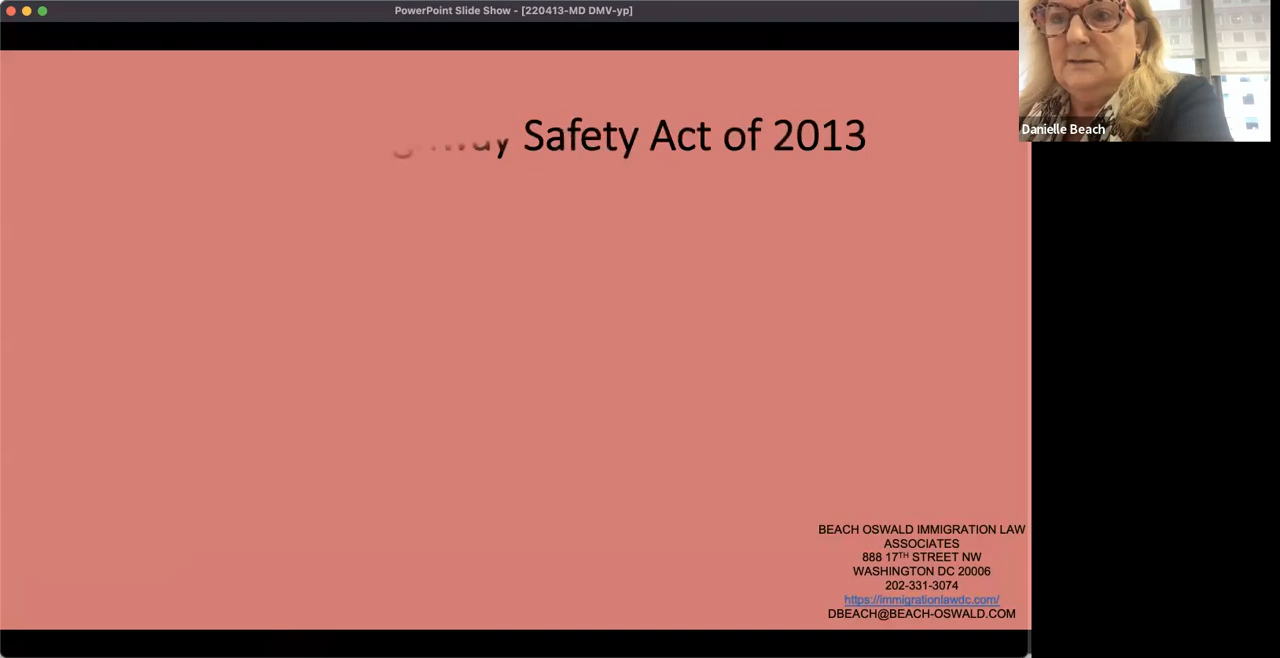 PowerPoint Slide Show - [220413-MD DMV-yp]
Safety Act of 2013
Danielle Beach
BEACH OSWALD IMMIGRATION LAW
ASSOCIATES
888 17TH STREET NW
WASHINGTON DC 20006
202-331-3074
https://immigrationlawdc.com/
DBEACH@BEACH-OSWALD.COM